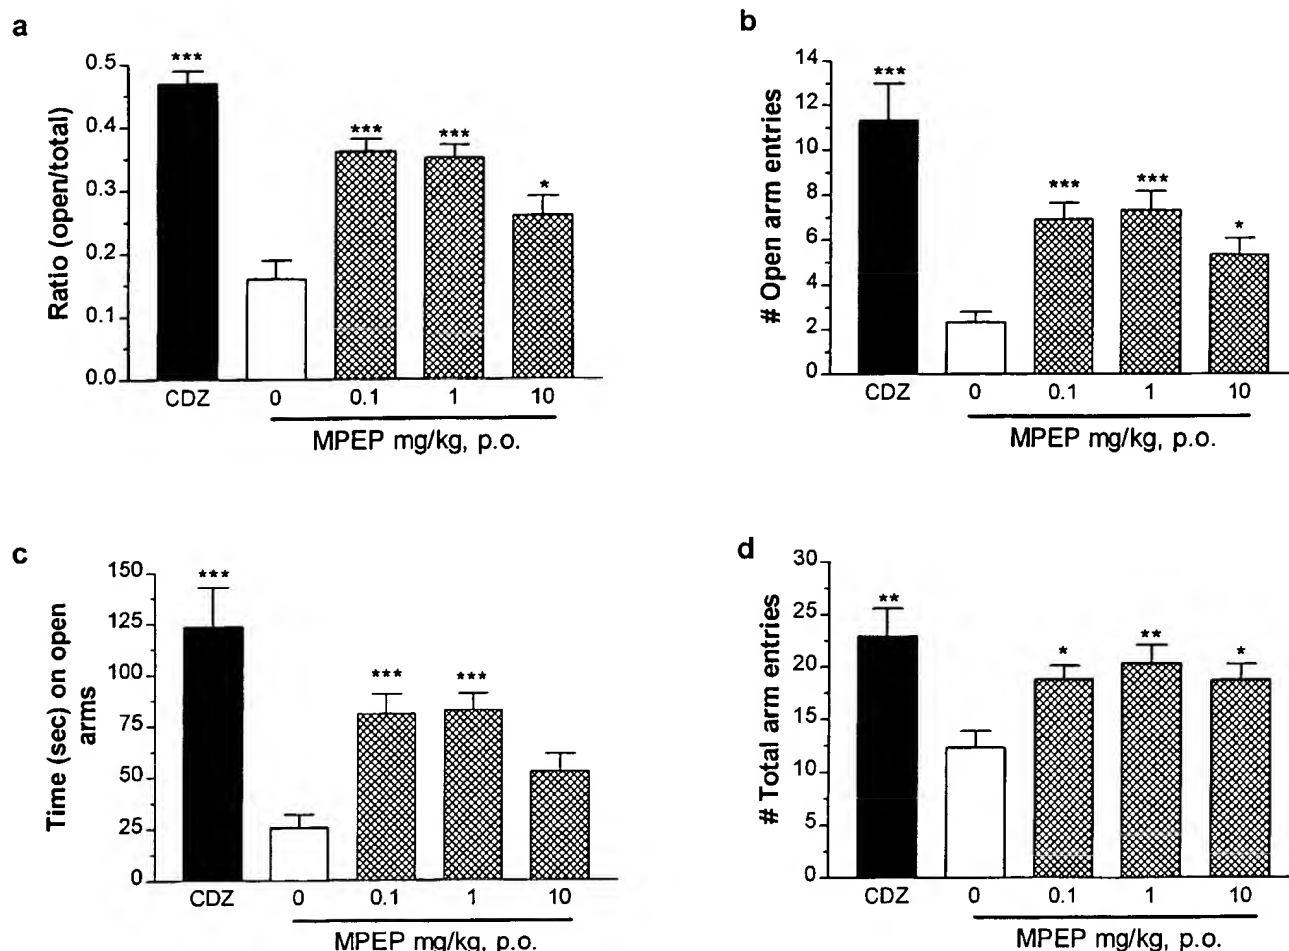 a
Ratio (open/total)
0.5
0.4
0.3
0.2
0.1
0.0
***
***
***
*
CDZ 0 0.1 1 10
MPEP mg/kg, p.o.
b
# Open arm entries
14
12
10
8
6
4
2
0
***
***
***
*
CDZ 0 0.1 1 10
MPEP mg/kg, p.o.
c
Time (sec) on open
arms
150
125
100
75
50
25
0
***
***
***
CDZ 0 0.1 1 10
MPEP mg/kg, p.o.
d
# Total arm entries
30
25
20
15
10
5
0
**
*
**
*
CDZ 0 0.1 1 10
MPEP mg/kg, p.o.